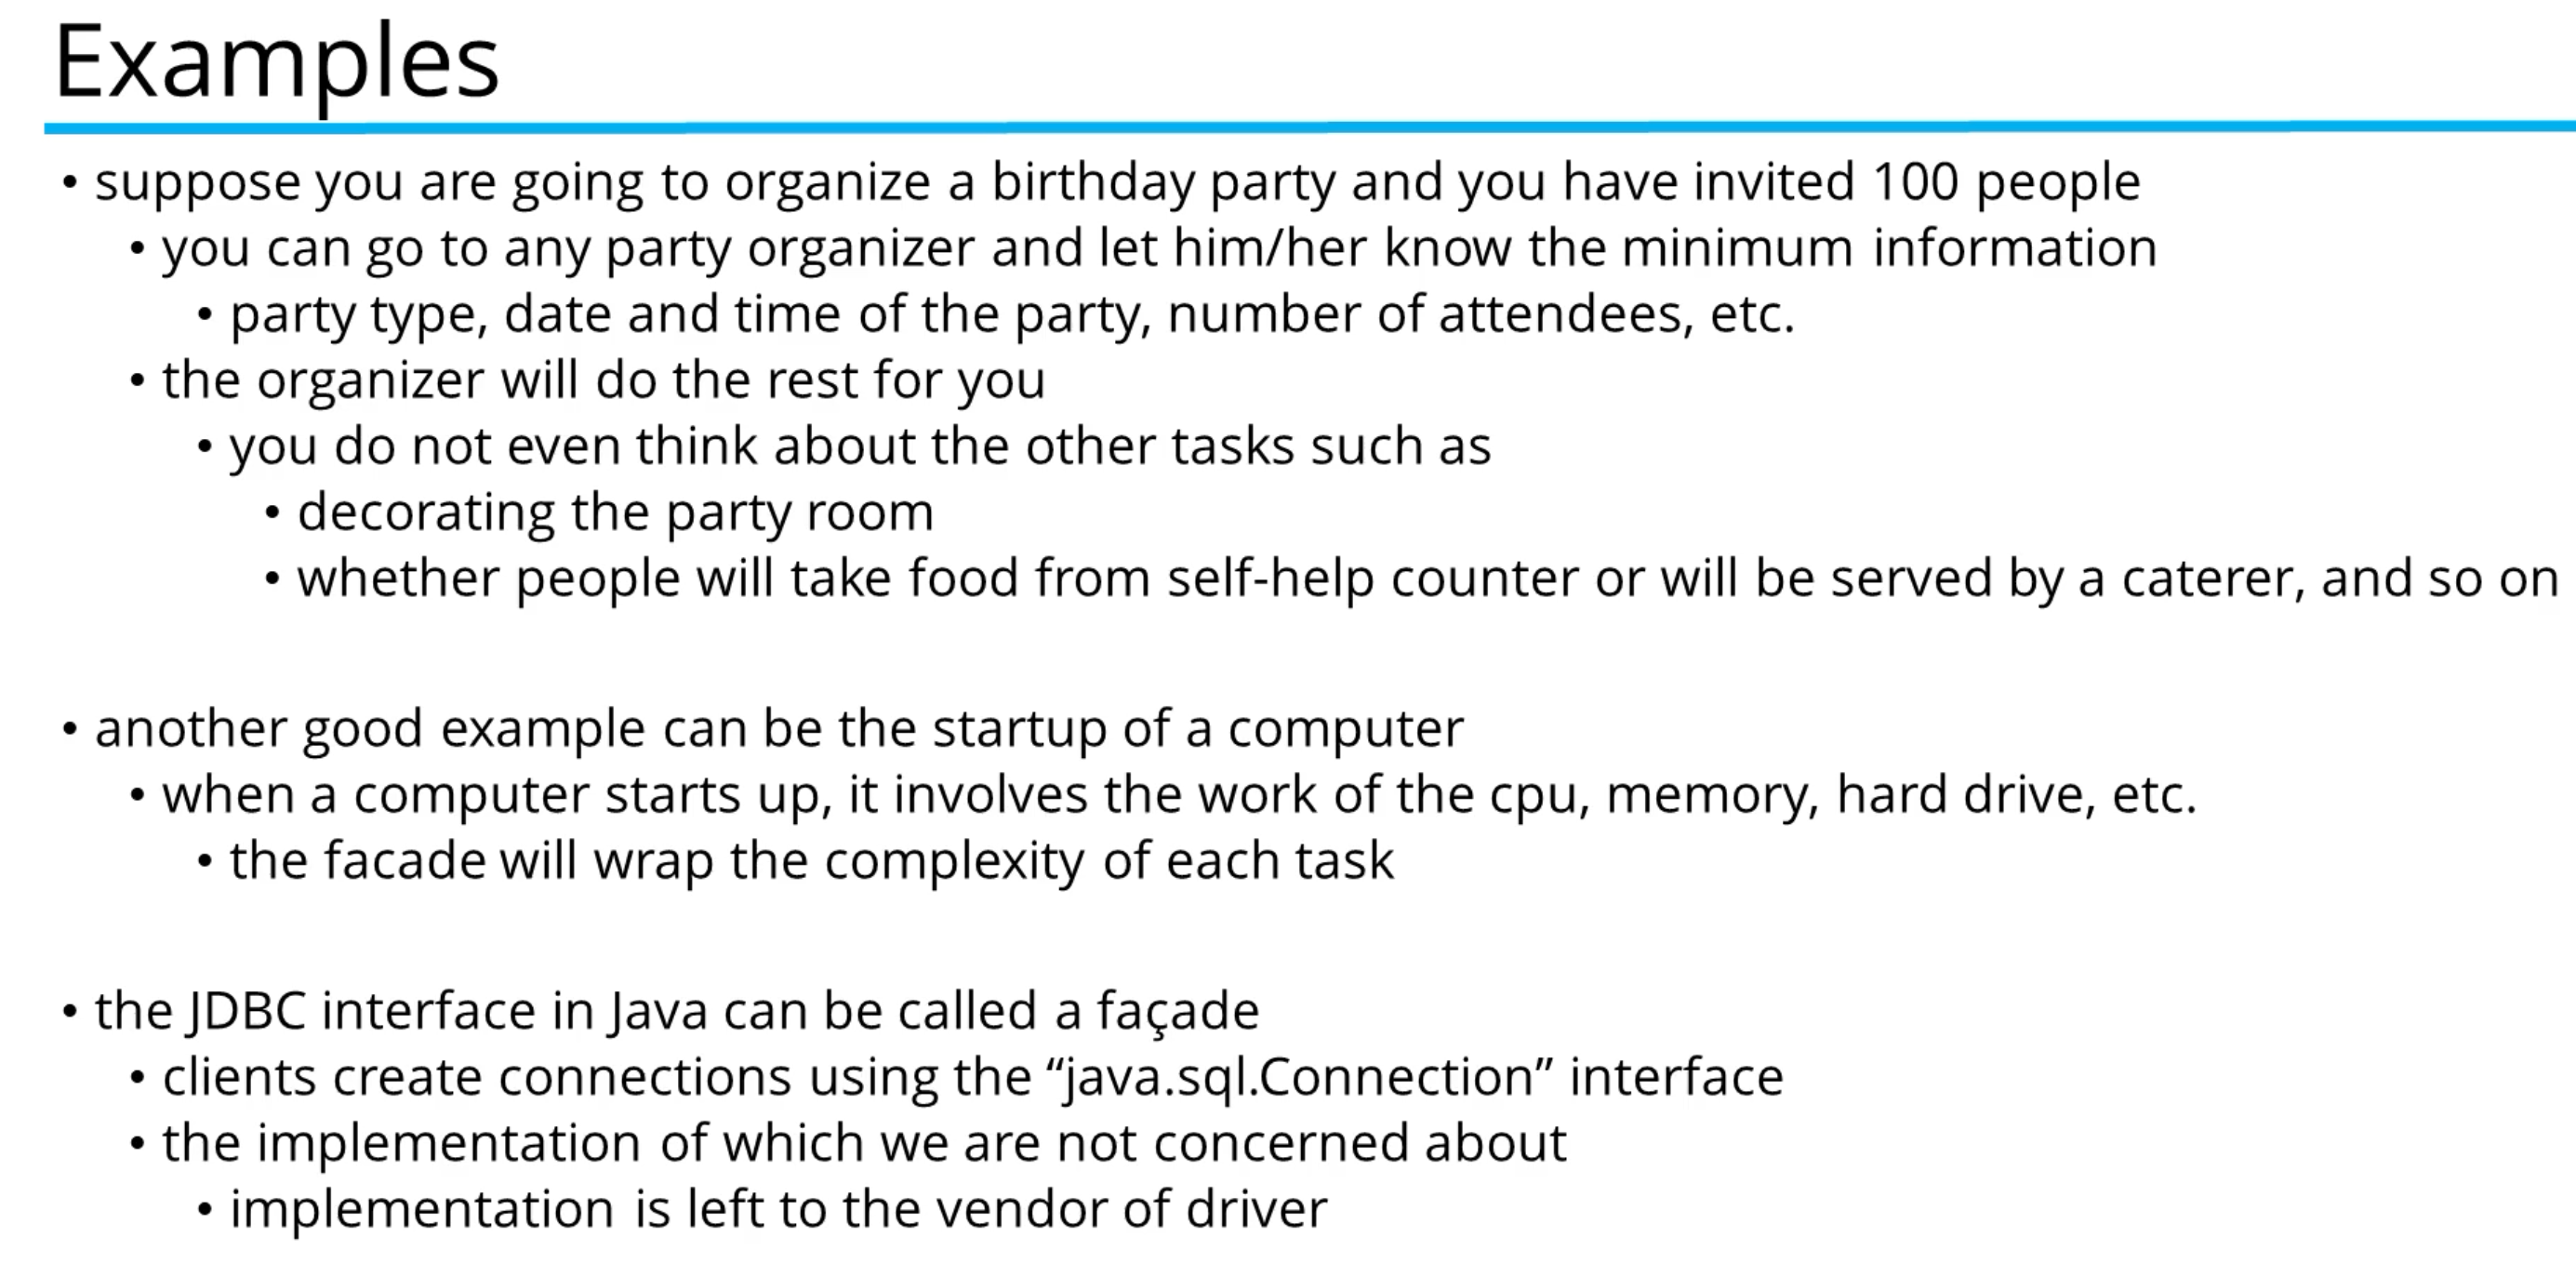 Examples
• suppose you are going to organize a birthday party and you have invited 100 people
• you can go to any party organizer and let him/her know the minimum information
• party type, date and time of the party, number of attendees, etc.
• the organizer will do the rest for you
• you do not even think about the other tasks such as
• decorating the party room
• whether people will take food from self-help counter or will be served by a caterer, and so on
• another good example can be the startup of a computer
• when a computer starts up, it involves the work of the cpu, memory, hard drive, etc.
• the facade will wrap the complexity of each task
• the JDBC interface in Java can be called a façade
• clients create connections using the “java.sql.Connection” interface
• the implementation of which we are not concerned about
• implementation is left to the vendor of driver